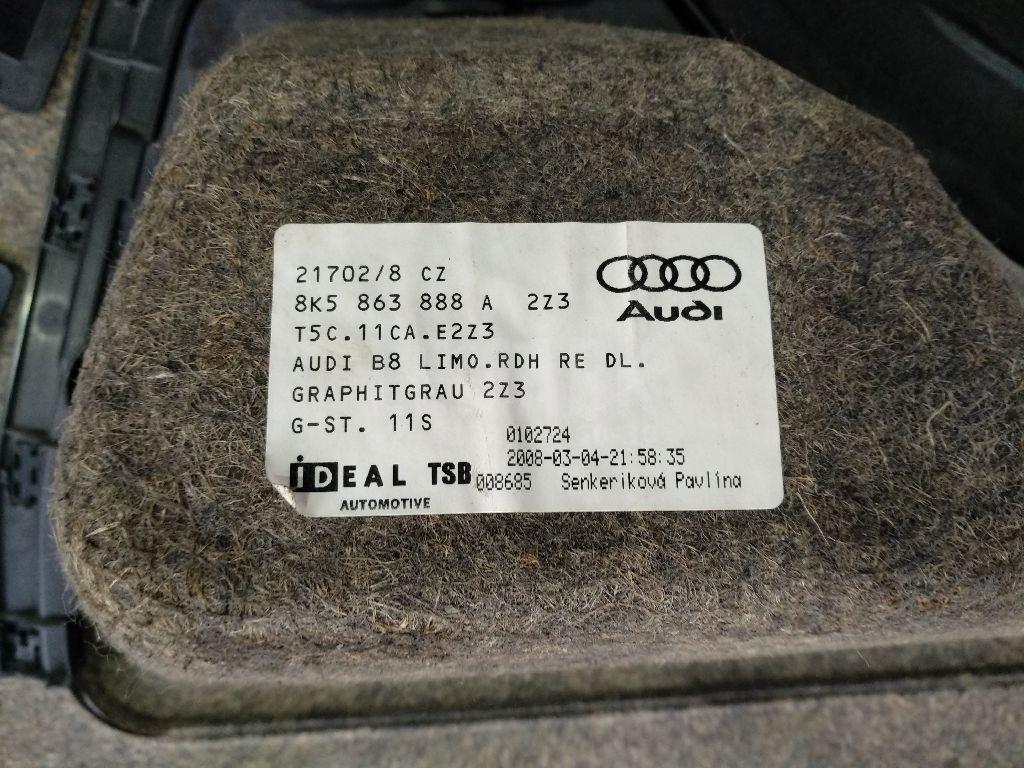 21702/8 CZ
8K5 863 888 A 2Z3
Audi
T5C.11CA.E2Z3
AUDI B8 LIMO.RDH RE DL.
GRAPHITGRAU 2Z3
G-ST. 11S
0102724
2008-03-04-21:58:35
iDEAL TSB 008685 Senkeriková Pavlína
AUTOMOTIVE